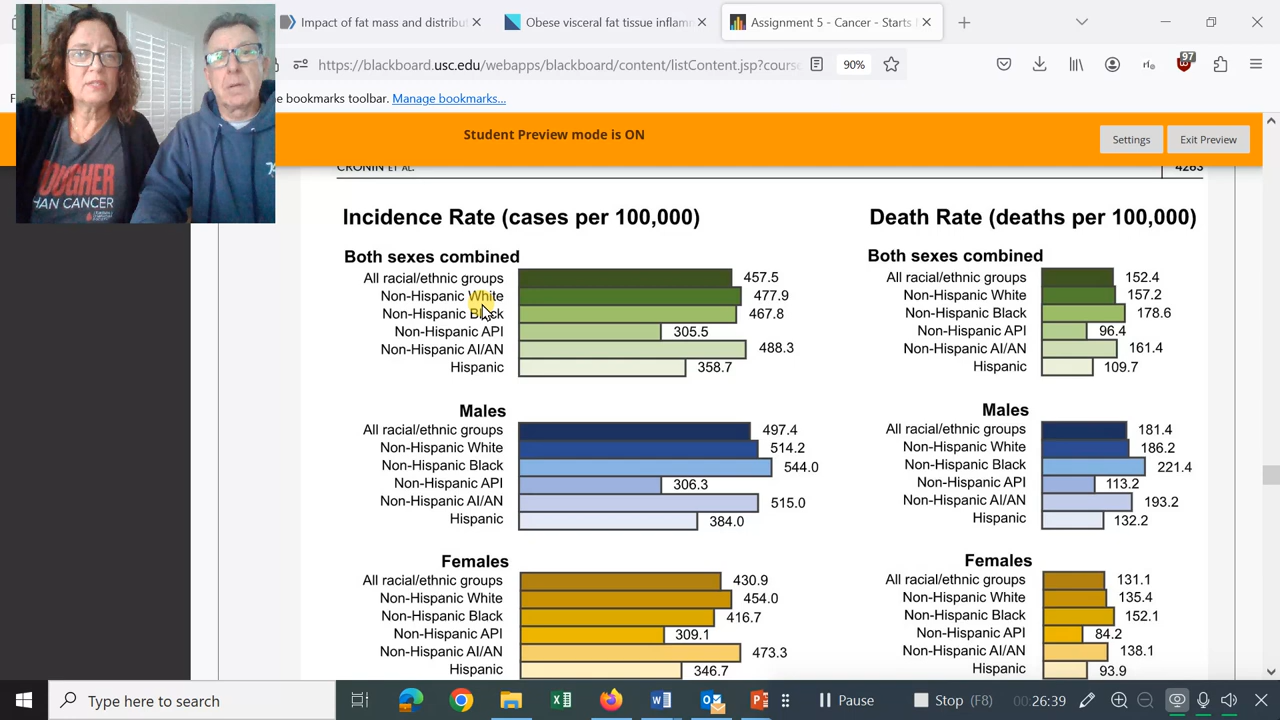 Impact of fat mass and distribu
Obese visceral fat tissue inflam
Assignment 5 - Cancer - Starts
https://blackboard.usc.edu/webapps/blackboard/content/listContent.jsp?cours
90%
97
he bookmarks toolbar. Manage bookmarks...
Student Preview mode is ON
Settings
Exit Preview
OUGHER
HAN CANCER
CRONIN ET AL.
4263
Incidence Rate (cases per 100,000)
Both sexes combined
All racial/ethnic groups 457.5
Non-Hispanic White 477.9
Non-Hispanic Black 467.8
Non-Hispanic API 305.5
Non-Hispanic AI/AN 488.3
Hispanic 358.7
Males
All racial/ethnic groups 497.4
Non-Hispanic White 514.2
Non-Hispanic Black 544.0
Non-Hispanic API 306.3
Non-Hispanic AI/AN 515.0
Hispanic 384.0
Females
All racial/ethnic groups 430.9
Non-Hispanic White 454.0
Non-Hispanic Black 416.7
Non-Hispanic API 309.1
Non-Hispanic AI/AN 473.3
Hispanic 346.7
Death Rate (deaths per 100,000)
Both sexes combined
All racial/ethnic groups 152.4
Non-Hispanic White 157.2
Non-Hispanic Black 178.6
Non-Hispanic API 96.4
Non-Hispanic AI/AN 161.4
Hispanic 109.7
Males
All racial/ethnic groups 181.4
Non-Hispanic White 186.2
Non-Hispanic Black 221.4
Non-Hispanic API 113.2
Non-Hispanic AI/AN 193.2
Hispanic 132.2
Females
All racial/ethnic groups 131.1
Non-Hispanic White 135.4
Non-Hispanic Black 152.1
Non-Hispanic API 84.2
Non-Hispanic AI/AN 138.1
Hispanic 93.9
Type here to search
Pause
Stop (F8)
00:26:39